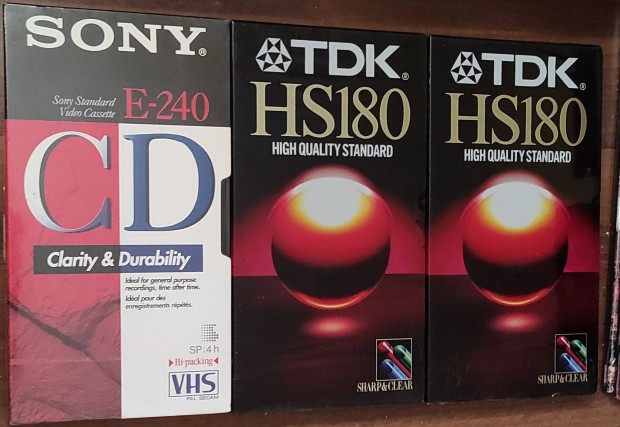 SONY®
Sony Standard
Video Cassette
E-240
CD
Clarity & Durability
Ideal for general purpose
recordings, time after time.
Idéal pour des
enregistrements répétés.
SP:4h
Hi-packing
VHS
PAL SECAM
TDK®
HS180
HIGH QUALITY STANDARD
SHARP&CLEAR
TDK®
HS180
HIGH QUALITY STANDARD
SHARP&CLEAR